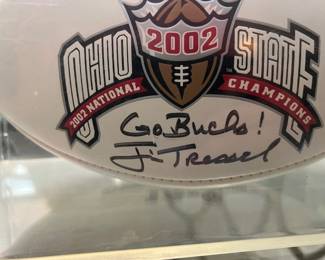 2002
OHIO STATE
2002 NATIONAL CHAMPIONS
Go Bucks!
Jim Tressel